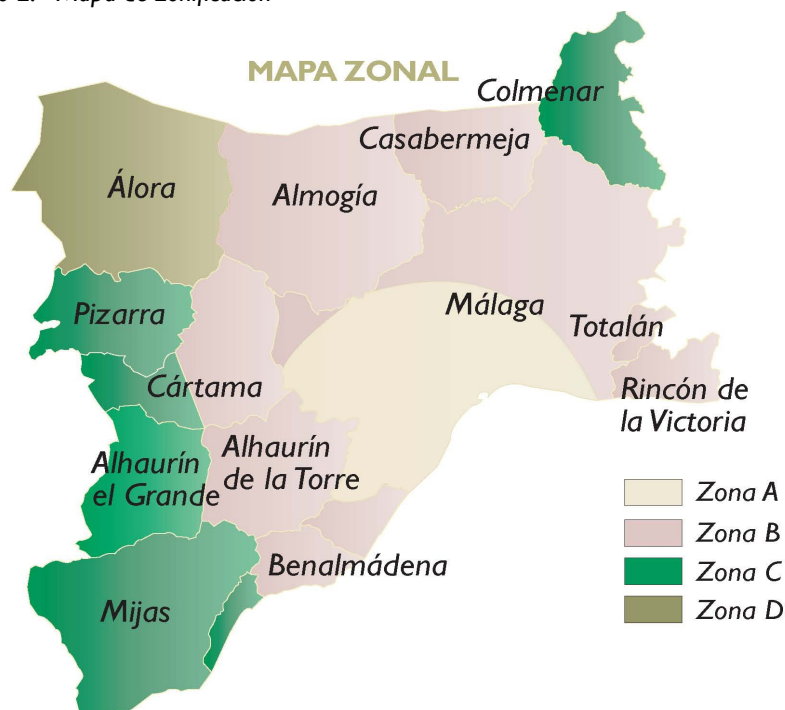 Mapa
MAPA ZONAL
Colmenar
Casabermeja
Álora
Almogía
Pizarra
Málaga
Totalán
Cártama
Rincón de
la Victoria
Alhaurín
el Grande
Alhaurín
de la Torre
Benalmádena
Mijas
Zona A
Zona B
Zona C
Zona D